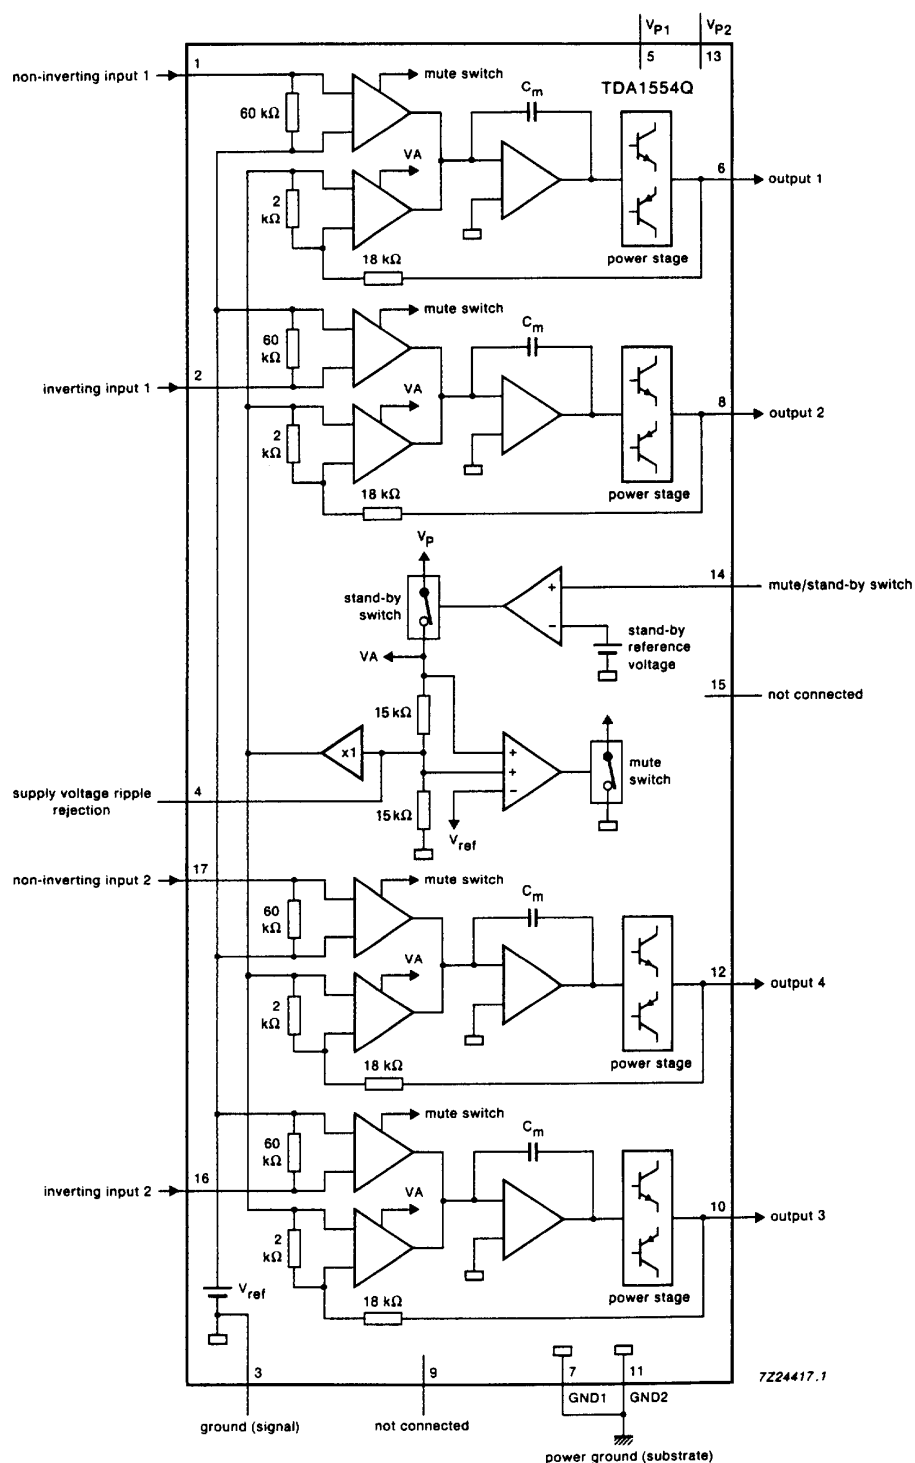 VP1
VP2
5
13
TDA1554Q
non-inverting input 1
1
mute switch
60 kΩ
Cm
VA
2
kΩ
6
output 1
power stage
18 kΩ
mute switch
60
kΩ
Cm
inverting input 1
2
VA
2
kΩ
8
output 2
power stage
18 kΩ
VP
14
mute/stand-by switch
stand-by
switch
+
−
stand-by
reference
voltage
VA
15
not connected
15 kΩ
x1
+
+
−
mute
switch
supply voltage ripple
rejection
4
15 kΩ
Vref
non-inverting input 2
17
mute switch
60
kΩ
Cm
VA
2
kΩ
12
output 4
power stage
18 kΩ
mute switch
60
kΩ
Cm
inverting input 2
16
VA
2
kΩ
10
output 3
power stage
Vref
18 kΩ
3
9
7
11
GND1
GND2
7Z24417.1
ground (signal)
not connected
power ground (substrate)